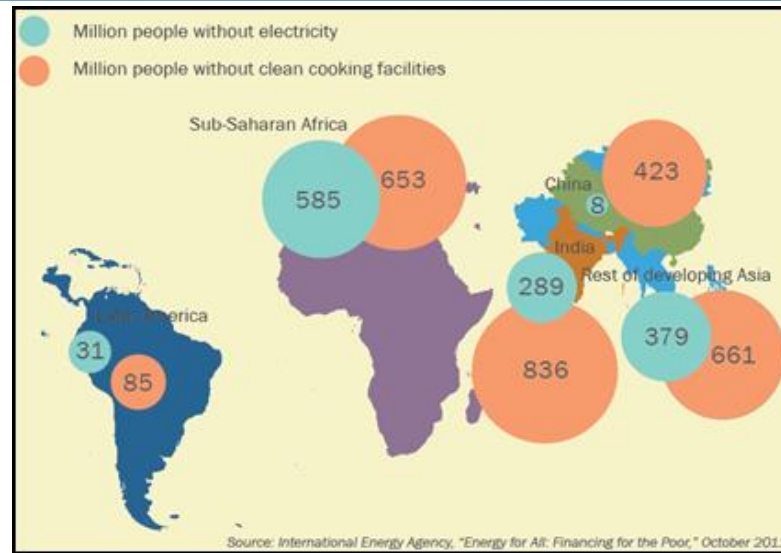 Million people without electricity
Million people without clean cooking facilities
Sub-Saharan Africa
653
585
423
China
8
India
Rest of developing Asia
289
379
661
836
Latin America
31
85
Source: International Energy Agency, "Energy for All: Financing for the Poor," October 201